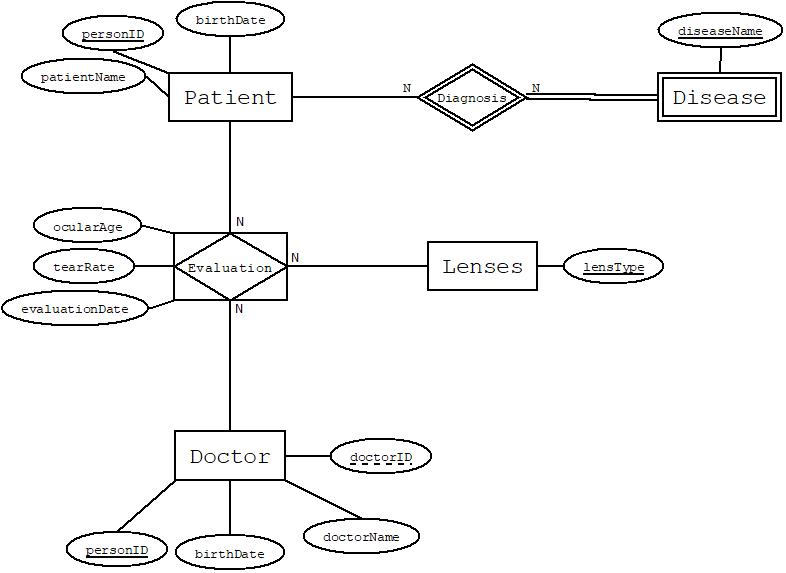 birthDate
personID
diseaseName
patientName
Patient
N
Diagnosis
N
Disease
N
ocularAge
tearRate
Evaluation
N
Lenses
lensType
evaluationDate
N
Doctor
doctorID
personID
birthDate
doctorName